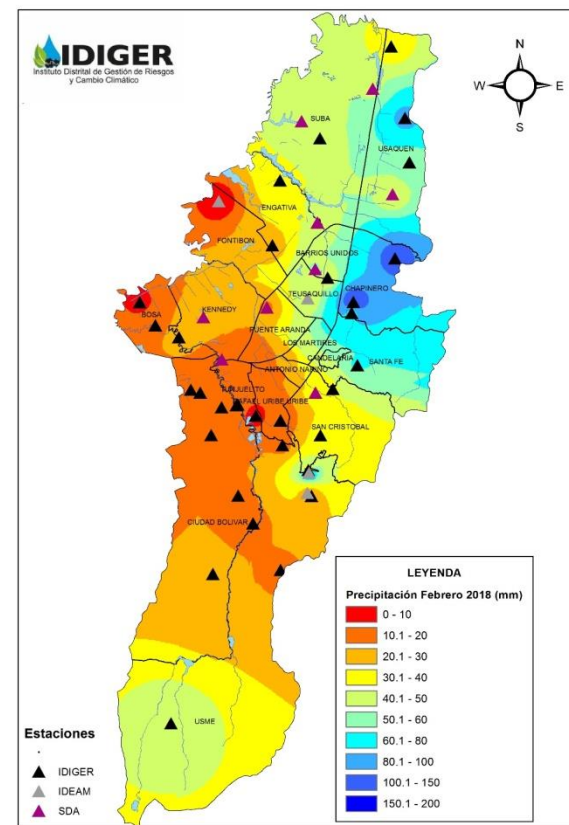 IDIGER
Instituto Distrital de Gestión de Riesgos
y Cambio Climático
N
W
E
S
SUBA
USAQUEN
ENGATIVA
FONTIBON
BARRIOS UNIDOS
CHAPINERO
TEUSAQUILLO
BOSA
KENNEDY
PUENTE ARANDA
LOS MARTIRES
CANDELARIA
SANTA FE
ANTONIO NARIÑO
TUNJUELITO
RAFAEL URIBE URIBE
SAN CRISTOBAL
CIUDAD BOLIVAR
USME
LEYENDA
Precipitación Febrero 2018 (mm)
0 - 10
10.1 - 20
20.1 - 30
30.1 - 40
40.1 - 50
50.1 - 60
60.1 - 80
80.1 - 100
100.1 - 150
150.1 - 200
Estaciones
IDIGER
IDEAM
SDA